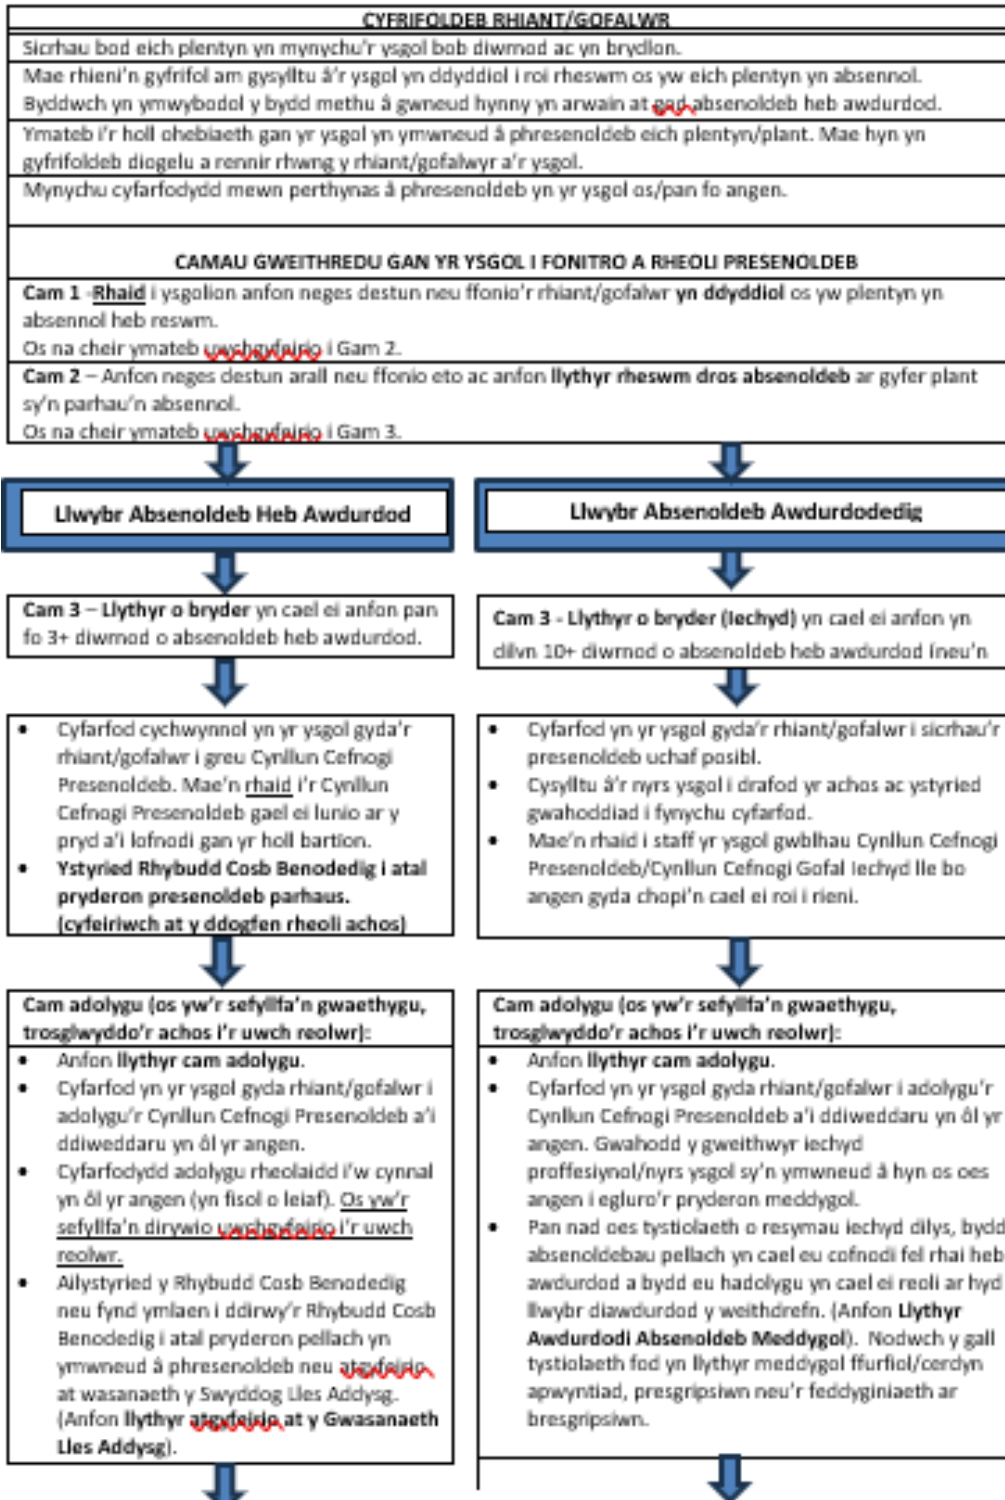 CYFRIFOLDEB RHIANT/GOFALWR
Sicrhau bod eich plentyn yn mynychu'r ysgol bob diwrnod ac yn brydlon.
Mae rhieni'n gyfrifol am gysylltu â'r ysgol yn ddyddiol i roi rheswm os yw eich plentyn yn absennol.
Byddwch yn ymwybodol y bydd methu â gwneud hynny yn arwain at god absenoldeb heb awdurdod.
Ymateb i'r holl ohebiaeth gan yr ysgol yn ymwneud â phresenoldeb eich plentyn/plant. Mae hyn yn
gyfrifoldeb diogelu a rennir rhwng y rhiant/gofalwyr a'r ysgol.
Mynychu cyfarfodydd mewn perthynas â phresenoldeb yn yr ysgol os/pan fo angen.
CAMAU GWEITHREDU GAN YR YSGOL I FONITRO A RHEOLI PRESENOLDEB
Cam 1 -Rhaid i ysgolion anfon neges destun neu ffonio'r rhiant/gofalwr yn ddyddiol os yw plentyn yn
absennol heb reswm.
Os na cheir ymateb uwchgyfeirio i Gam 2.
Cam 2 – Anfon neges destun arall neu ffonio eto ac anfon llythyr rheswm dros absenoldeb ar gyfer plant
sy'n parhau'n absennol.
Os na cheir ymateb uwchgyfeirio i Gam 3.
Llwybr Absenoldeb Heb Awdurdod
Cam 3 – Llythyr o bryder yn cael ei anfon pan
fo 3+ diwrnod o absenoldeb heb awdurdod.
• Cyfarfod cychwynnol yn yr ysgol gyda'r
rhiant/gofalwr i greu Cynllun Cefnogi
Presenoldeb. Mae'n rhaid i'r Cynllun
Cefnogi Presenoldeb gael ei lunio ar y
pryd a'i lofnodi gan yr holl bartïon.
• Ystyried Rhybudd Cosb Benodedig i atal
pryderon presenoldeb parhaus.
(cyfeiriwch at y ddogfen rheoli achos)
Cam adolygu (os yw'r sefyllfa'n gwaethygu,
trosglwyddo'r achos i'r uwch reolwr):
• Anfon llythyr cam adolygu.
• Cyfarfod yn yr ysgol gyda rhiant/gofalwr i
adolygu'r Cynllun Cefnogi Presenoldeb a'i
ddiweddaru yn ôl yr angen.
• Cyfarfodydd adolygu rheolaidd i'w cynnal
yn ôl yr angen (yn fisol o leiaf). Os yw'r
sefyllfa'n dirywio uwchgyfeirio i'r uwch
reolwr.
• Ailystyried y Rhybudd Cosb Benodedig
neu fynd ymlaen i ddirwy'r Rhybudd Cosb
Benodedig i atal pryderon pellach yn
ymwneud â phresenoldeb neu atgyfeirio
at wasanaeth y Swyddog Lles Addysg.
(Anfon llythyr atgyfeirio at y Gwasanaeth
Lles Addysg).
Llwybr Absenoldeb Awdurdodedig
Cam 3 - Llythyr o bryder (Iechyd) yn cael ei anfon yn
dilyn 10+ diwrnod o absenoldeb heb awdurdod (neu'n
• Cyfarfod yn yr ysgol gyda'r rhiant/gofalwr i sicrhau'r
presenoldeb uchaf posibl.
• Cysylltu â'r nyrs ysgol i drafod yr achos ac ystyried
gwahoddiad i fynychu cyfarfod.
• Mae'n rhaid i staff yr ysgol gwblhau Cynllun Cefnogi
Presenoldeb/Cynllun Cefnogi Gofal Iechyd lle bo
angen gyda chopi'n cael ei roi i rieni.
Cam adolygu (os yw'r sefyllfa'n gwaethygu,
trosglwyddo'r achos i'r uwch reolwr):
• Anfon llythyr cam adolygu.
• Cyfarfod yn yr ysgol gyda rhiant/gofalwr i adolygu'r
Cynllun Cefnogi Presenoldeb a'i ddiweddaru yn ôl yr
angen. Gwahodd y gweithwyr iechyd
proffesiynol/nyrs ysgol sy'n ymwneud â hyn os oes
angen i egluro'r pryderon meddygol.
• Pan nad oes tystiolaeth o resymau iechyd dilys, bydd
absenoldebau pellach yn cael eu cofnodi fel rhai heb
awdurdod a bydd eu hadolygu yn cael ei reoli ar hyd
llwybr diawdurdod y weithdrefn. (Anfon Llythyr
Awdurdodi Absenoldeb Meddygol). Nodwch y gall
tystiolaeth fod yn llythyr meddygol ffurfiol/cerdyn
apwyntiad, presgripsiwn neu'r feddyginiaeth ar
bresgripsiwn.